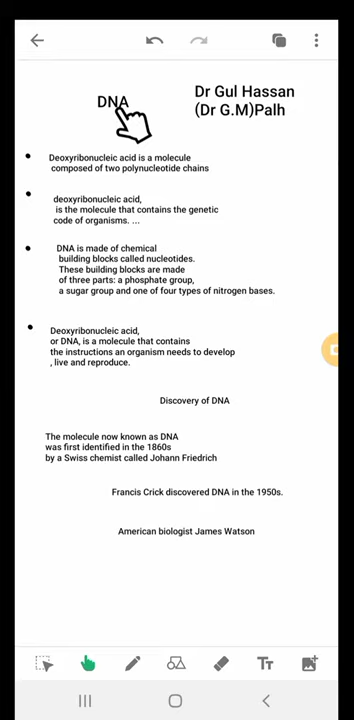 DNA
Dr Gul Hassan
(Dr G.M)Palh
Deoxyribonucleic acid is a molecule
composed of two polynucleotide chains
deoxyribonucleic acid,
is the molecule that contains the genetic
code of organisms. ...
DNA is made of chemical
building blocks called nucleotides.
These building blocks are made
of three parts: a phosphate group,
a sugar group and one of four types of nitrogen bases.
Deoxyribonucleic acid,
or DNA, is a molecule that contains
the instructions an organism needs to develop
, live and reproduce.
Discovery of DNA
The molecule now known as DNA
was first identified in the 1860s
by a Swiss chemist called Johann Friedrich
Francis Crick discovered DNA in the 1950s.
American biologist James Watson
Tт